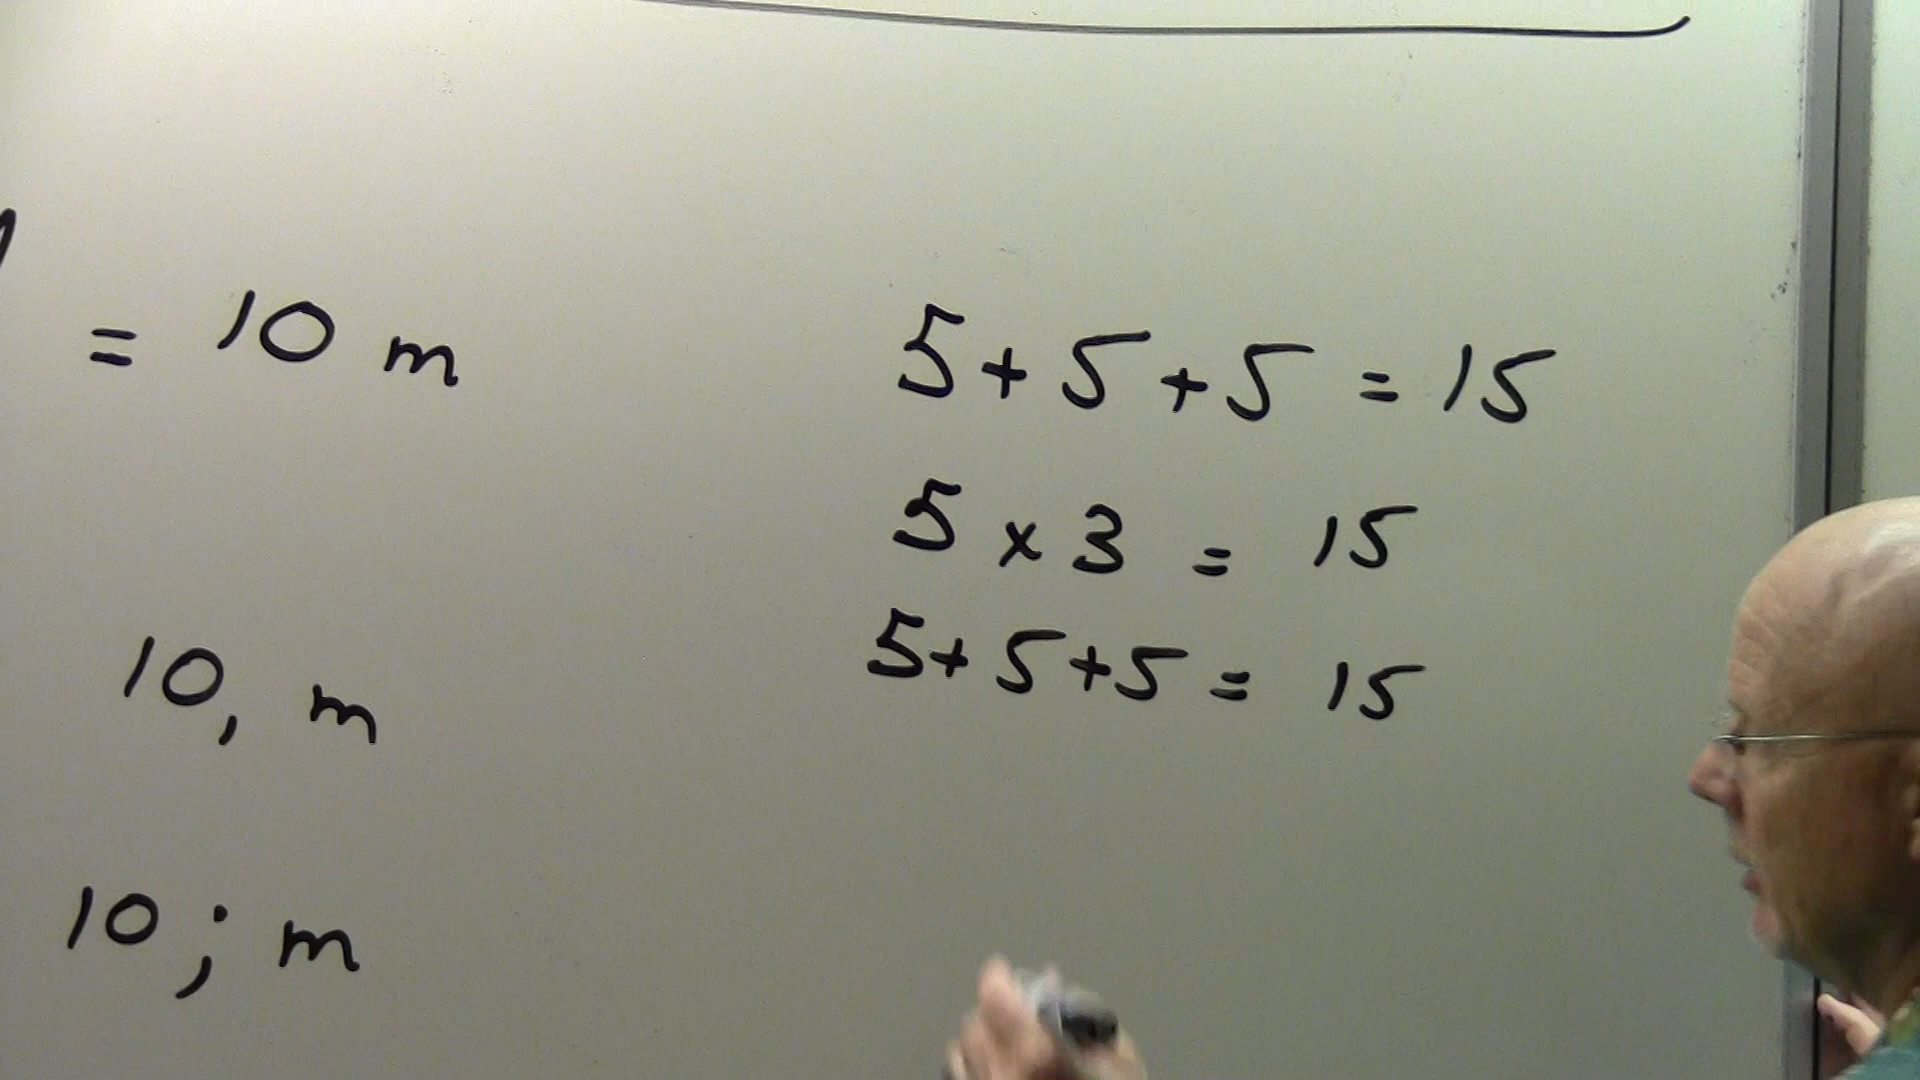 = 10 m
10, m
10; m
5+5+5 = 15
5 x 3 = 15
5+5+5 = 15